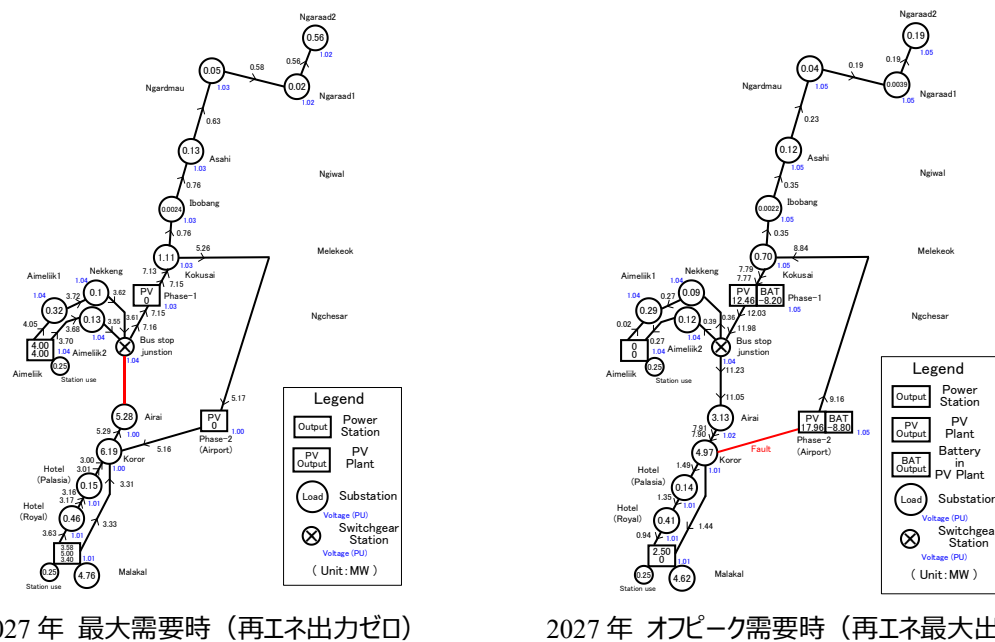 Ngaraad2
0.56
1.02
0.56
0.58
0.05
1.03
0.02
1.02
Ngardmau
Ngaraad1
0.63
0.13
Asahi
1.03
Ngiwal
0.76
Ibobang
0.0024
1.03
0.76
1.11
5.26
Melekeok
1.03
Kokusai
7.13
7.15
Nekkeng
Aimeliik1
1.04
1.04
3.72
0.1
3.62
PV
0
Phase-1
1.03
0.32
4.05
0.13
3.55
3.61
7.15
7.16
Ngchesar
3.68
3.70
1.04
4.00
4.00
1.04
Aimeliik2
Bus stop
junstion
1.04
0.25
Aimeliik
Station use
5.28
Airai
1.00
5.29
5.17
PV
0
1.00
Phase-2
(Airport)
5.16
6.19
Koror
1.00
3.00
3.01
Hotel
(Palasia)
0.15
3.31
3.16
3.17
1.01
Hotel
(Royal)
0.46
1.01
3.33
3.63
3.58
5.00
3.40
1.01
0.25
4.76
Malakal
Station use
Legend
Output
Power
Station
PV
Output
PV
Plant
Load
Substation
Voltage (PU)
Switchgear
Station
Voltage (PU)
( Unit: MW )
027 年 最大需要時（再エネ出力ゼロ）
Ngaraad2
0.19
1.05
0.19
0.19
0.04
1.05
0.0039
1.05
Ngardmau
Ngaraad1
0.23
0.12
Asahi
1.05
Ngiwal
0.35
Ibobang
0.0022
1.05
0.35
0.70
8.84
Melekeok
1.05
Kokusai
7.79
7.77
Nekkeng
Aimeliik1
1.04
1.04
0.27
0.09
0.36
PV
12.46
BAT
-8.20
Phase-1
1.05
0.29
0.02
0.12
0.39
12.03
11.98
Ngchesar
0.27
1.04
0
0
1.04
Aimeliik2
Bus stop
junstion
1.04
0.25
Aimeliik
Station use
11.23
11.05
3.13
Airai
1.02
7.91
7.90
9.16
PV
17.96
BAT
-8.80
1.05
Phase-2
(Airport)
Fault
4.97
Koror
1.01
1.49
Hotel
(Palasia)
0.14
1.35
1.01
Hotel
(Royal)
0.41
1.01
1.44
0.94
2.50
0
1.01
0.25
4.62
Malakal
Station use
Legend
Output
Power
Station
PV
Output
PV
Plant
BAT
Output
Battery
in
PV Plant
Load
Substation
Voltage (PU)
Switchgear
Station
Voltage (PU)
( Unit: MW )
2027 年 オフピーク需要時（再エネ最大出